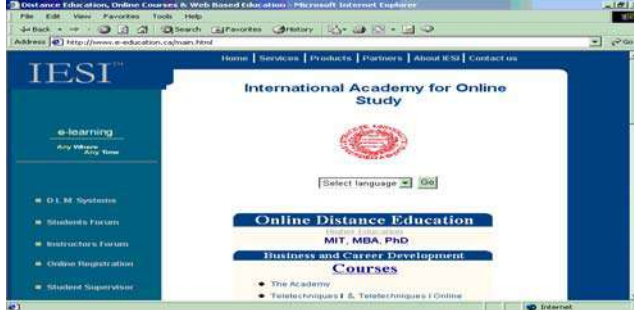 Distance Education, Online Courses & Web Based Education - Microsoft Internet Explorer
File Edit View Favorites Tools Help
Back Search Favorites History
Address http://www.e-education.ca/main.html Go
Home | Services | Products | Partners | About IESI | Contact us
IESI™
International Academy for Online
Study
e-learning
Any Where
Any Time
Select language Go
D L M Systems
Students Forum
Instructors Forum
Online Registration
Student Supervisor
Online Distance Education
Higher Education
MIT, MBA, PhD
Business and Career Development
Courses
The Academy
Teletechniques I & Teletechniques I Online
Internet